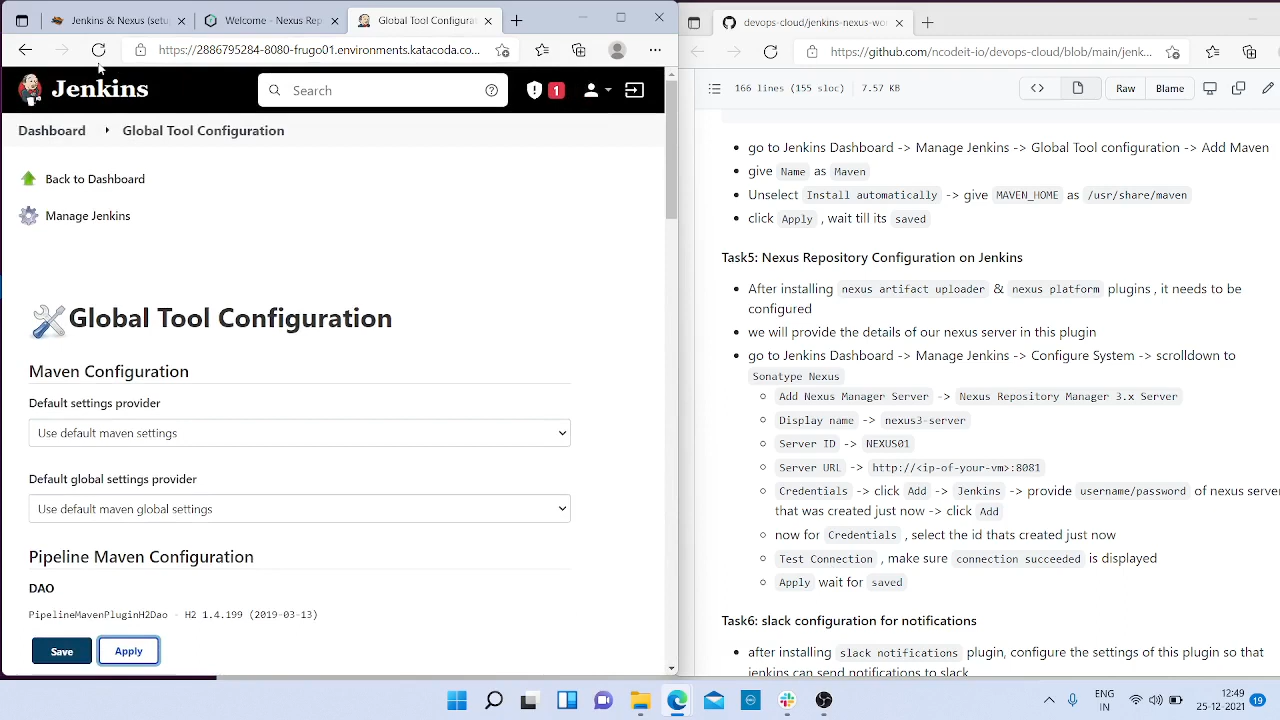 Jenkins & Nexus (setu
Welcome - Nexus Rep
Global Tool Configurat
https://2886795284-8080-frugo01.environments.katacoda.co...
Jenkins
Search
1
Dashboard
Global Tool Configuration
Back to Dashboard
Manage Jenkins
Global Tool Configuration
Maven Configuration
Default settings provider
Use default maven settings
Default global settings provider
Use default maven global settings
Pipeline Maven Configuration
DAO
PipelineMavenPluginH2Dao - H2 1.4.199 (2019-03-13)
Save
Apply
devops-cloud/jenkins-nexus-wo
https://github.com/ncodeit-io/devops-cloud/blob/main/jenk...
166 lines (155 sloc)
7.57 KB
Raw
Blame
go to Jenkins Dashboard -> Manage Jenkins -> Global Tool configuration -> Add Maven
give Name as Maven
Unselect Install automatically -> give MAVEN_HOME as /usr/share/maven
click Apply , wait till its saved
Task5: Nexus Repository Configuration on Jenkins
After installing nexus artifact uploader & nexus platform plugins , it needs to be
configured
we will provide the details of our nexus server in this plugin
go to Jenkins Dashboard -> Manage Jenkins -> Configure System -> scrolldown to
Sonatype Nexus
Add Nexus Manager Server -> Nexus Repository Manager 3.x Server
Display name -> nexus3-server
Server ID -> NEXUS01
Server URL -> http://<ip-of-your-vm>:8081
Credentials -> click Add -> Jenkins -> provide username/password of nexus server
that was created just now -> click Add
now for Credentials , select the id thats created just now
Test Connection , make sure connection succeeded is displayed
Apply wait for saved
Task6: slack configuration for notifications
after installing slack notifications plugin, configure the settings of this plugin so that
jenkins can send notifications to slack
ENG
IN
12:49
25-12-2021
19